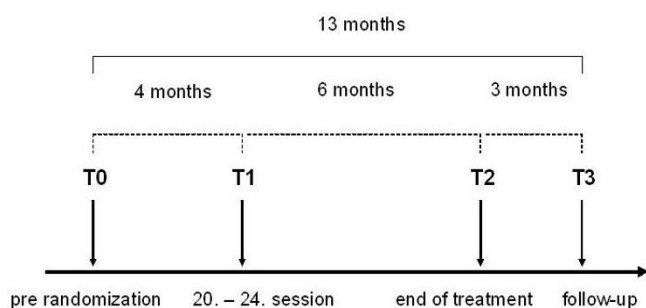 13 months
4 months 6 months 3 months
T0 T1 T2 T3
pre randomization 20. – 24. session end of treatment follow-up